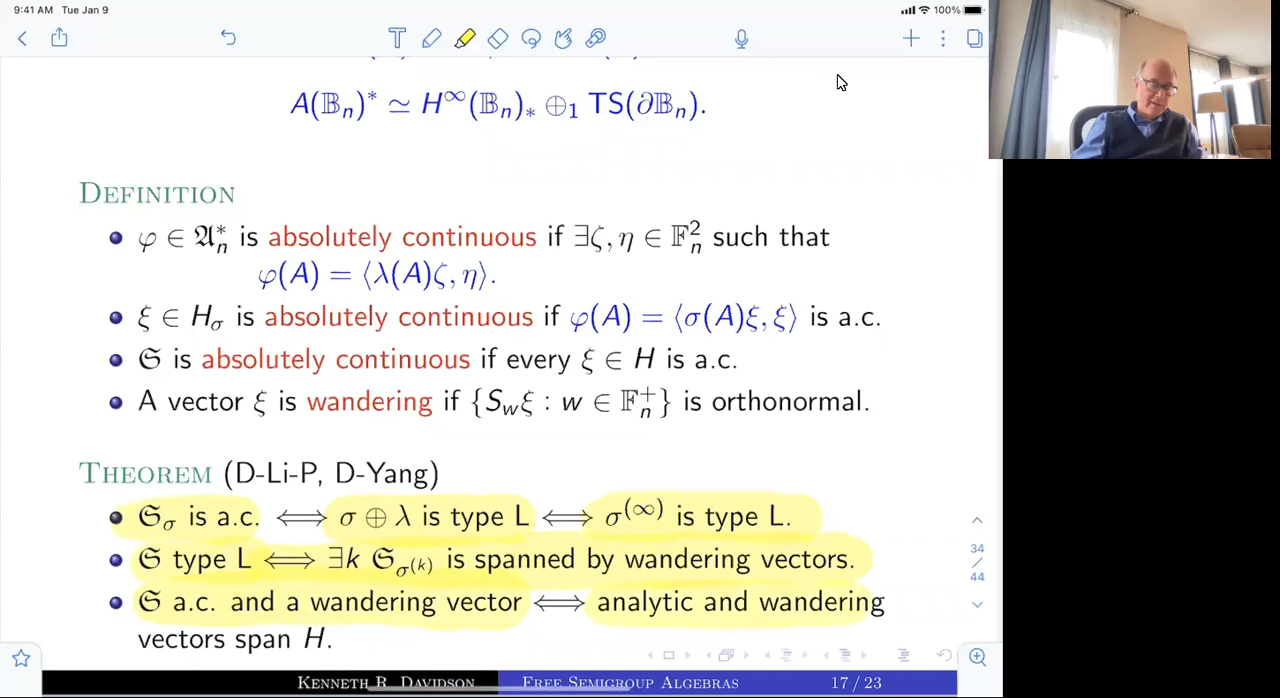 9:41 AM Tue Jan 9
100%
A(𝔹ₙ)* ≃ H^∞(𝔹ₙ)_* ⊕₁ TS(∂𝔹ₙ).
Definition
φ ∈ 𝔄ₙ* is absolutely continuous if ∃ζ, η ∈ 𝔽ₙ² such that
φ(A) = ⟨λ(A)ζ, η⟩.
ξ ∈ H_σ is absolutely continuous if φ(A) = ⟨σ(A)ξ, ξ⟩ is a.c.
𝔖 is absolutely continuous if every ξ ∈ H is a.c.
A vector ξ is wandering if {S_wξ : w ∈ 𝔽ₙ⁺} is orthonormal.
Theorem (D-Li-P, D-Yang)
𝔖_σ is a.c. ⟺ σ ⊕ λ is type L ⟺ σ^(∞) is type L.
𝔖 type L ⟺ ∃k 𝔖_σ^(k) is spanned by wandering vectors.
𝔖 a.c. and a wandering vector ⟺ analytic and wandering
vectors span H.
34
/
44
Kenneth R. Davidson Free Semigroup Algebras 17 / 23